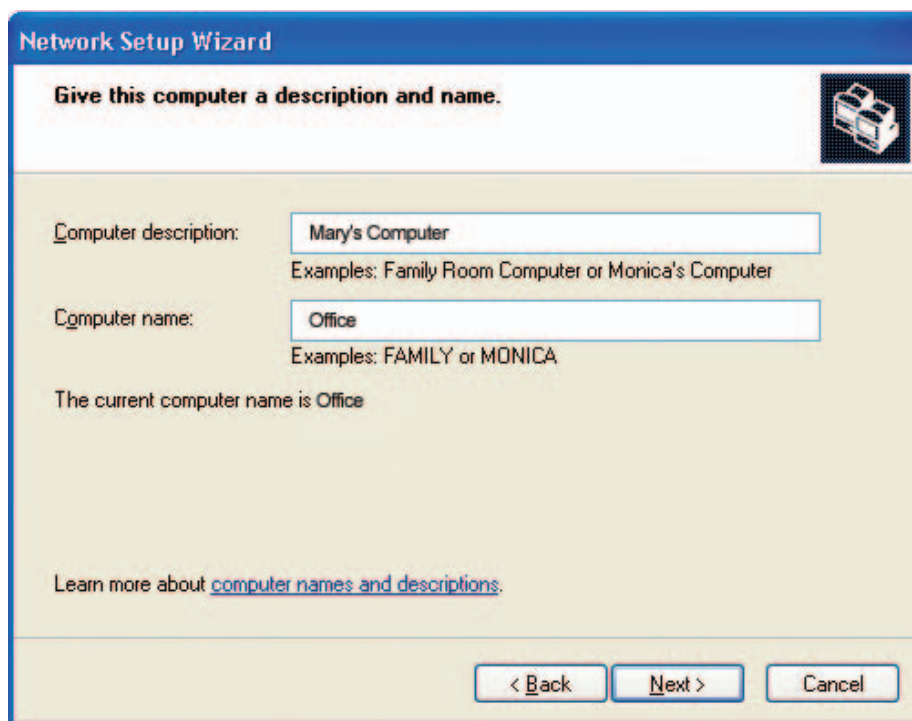 Network Setup Wizard
Give this computer a description and name.
Computer description: Mary's Computer
Examples: Family Room Computer or Monica's Computer
Computer name: Office
Examples: FAMILY or MONICA
The current computer name is Office
Learn more about computer names and descriptions.
< Back Next > Cancel